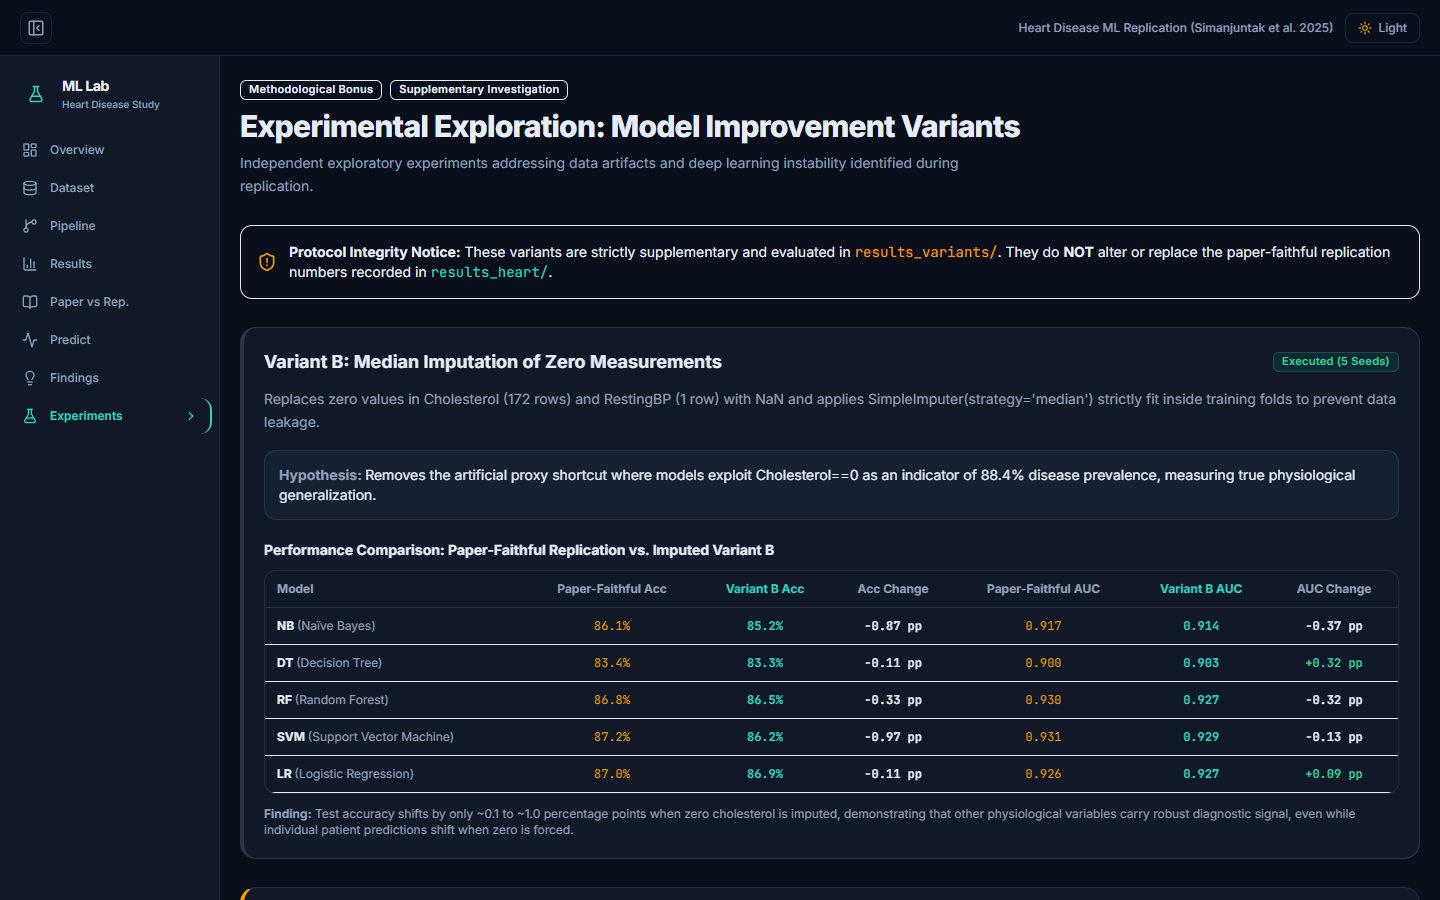 Heart Disease ML Replication (Simanjuntak et al. 2025)
Light
ML Lab
Heart Disease Study
Overview
Dataset
Pipeline
Results
Paper vs Rep.
Predict
Findings
Experiments
Methodological Bonus
Supplementary Investigation
Experimental Exploration: Model Improvement Variants
Independent exploratory experiments addressing data artifacts and deep learning instability identified during
replication.
Protocol Integrity Notice: These variants are strictly supplementary and evaluated in results_variants/. They do NOT alter or replace the paper-faithful replication
numbers recorded in results_heart/.
Variant B: Median Imputation of Zero Measurements
Executed (5 Seeds)
Replaces zero values in Cholesterol (172 rows) and RestingBP (1 row) with NaN and applies SimpleImputer(strategy='median') strictly fit inside training folds to prevent data
leakage.
Hypothesis: Removes the artificial proxy shortcut where models exploit Cholesterol==0 as an indicator of 88.4% disease prevalence, measuring true physiological
generalization.
Performance Comparison: Paper-Faithful Replication vs. Imputed Variant B
Model Paper-Faithful Acc Variant B Acc Acc Change Paper-Faithful AUC Variant B AUC AUC Change
NB (Naïve Bayes) 86.1% 85.2% -0.87 pp 0.917 0.914 -0.37 pp
DT (Decision Tree) 83.4% 83.3% -0.11 pp 0.900 0.903 +0.32 pp
RF (Random Forest) 86.8% 86.5% -0.33 pp 0.930 0.927 -0.32 pp
SVM (Support Vector Machine) 87.2% 86.2% -0.97 pp 0.931 0.929 -0.13 pp
LR (Logistic Regression) 87.0% 86.9% -0.11 pp 0.926 0.927 +0.09 pp
Finding: Test accuracy shifts by only ~0.1 to ~1.0 percentage points when zero cholesterol is imputed, demonstrating that other physiological variables carry robust diagnostic signal, even while
individual patient predictions shift when zero is forced.